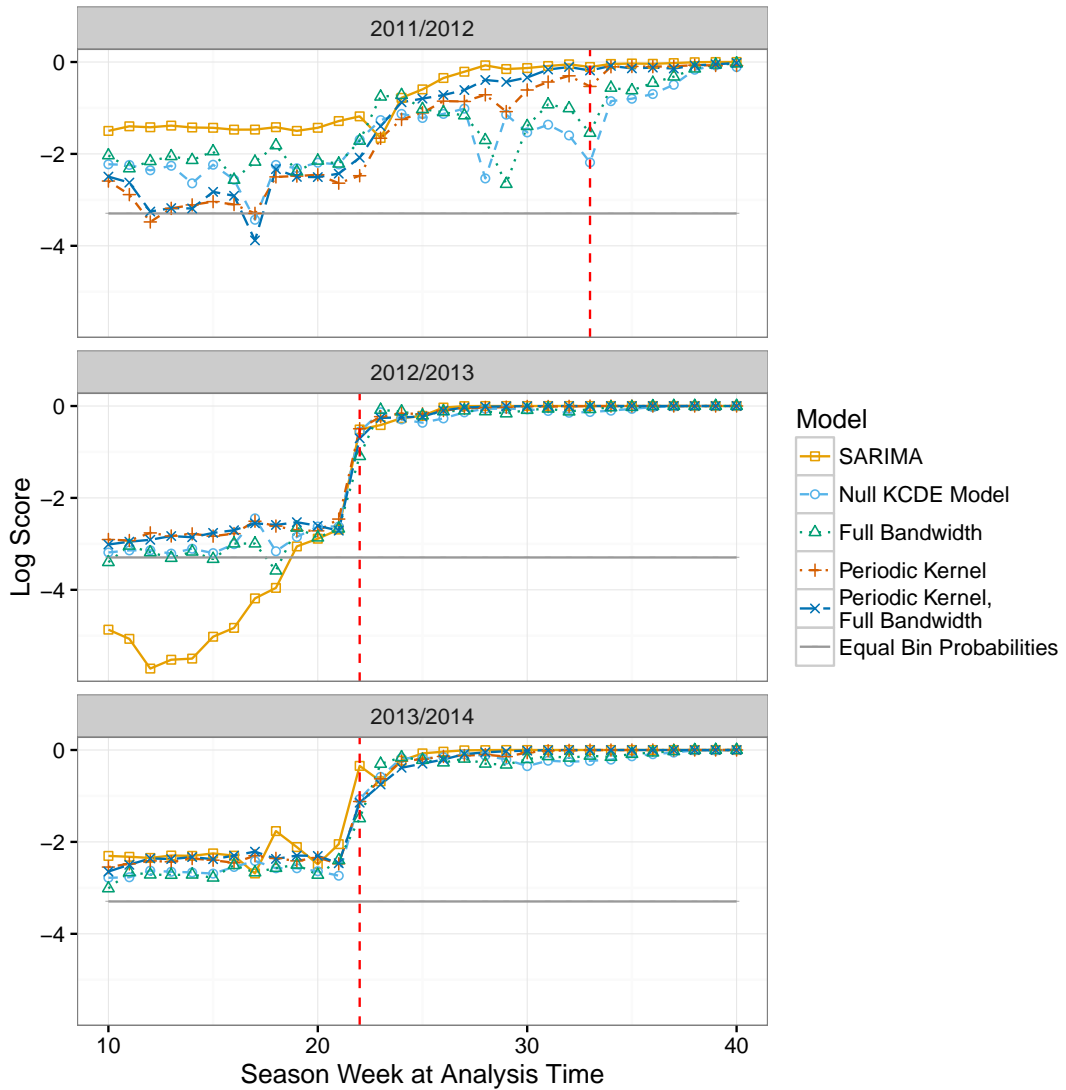 2011/2012
0
−2
−4
2012/2013
0
−2
−4
2013/2014
0
−2
−4
10
20
30
40
Season Week at Analysis Time
Log Score
Model
SARIMA
Null KCDE Model
Full Bandwidth
Periodic Kernel
Periodic Kernel,
Full Bandwidth
Equal Bin Probabilities